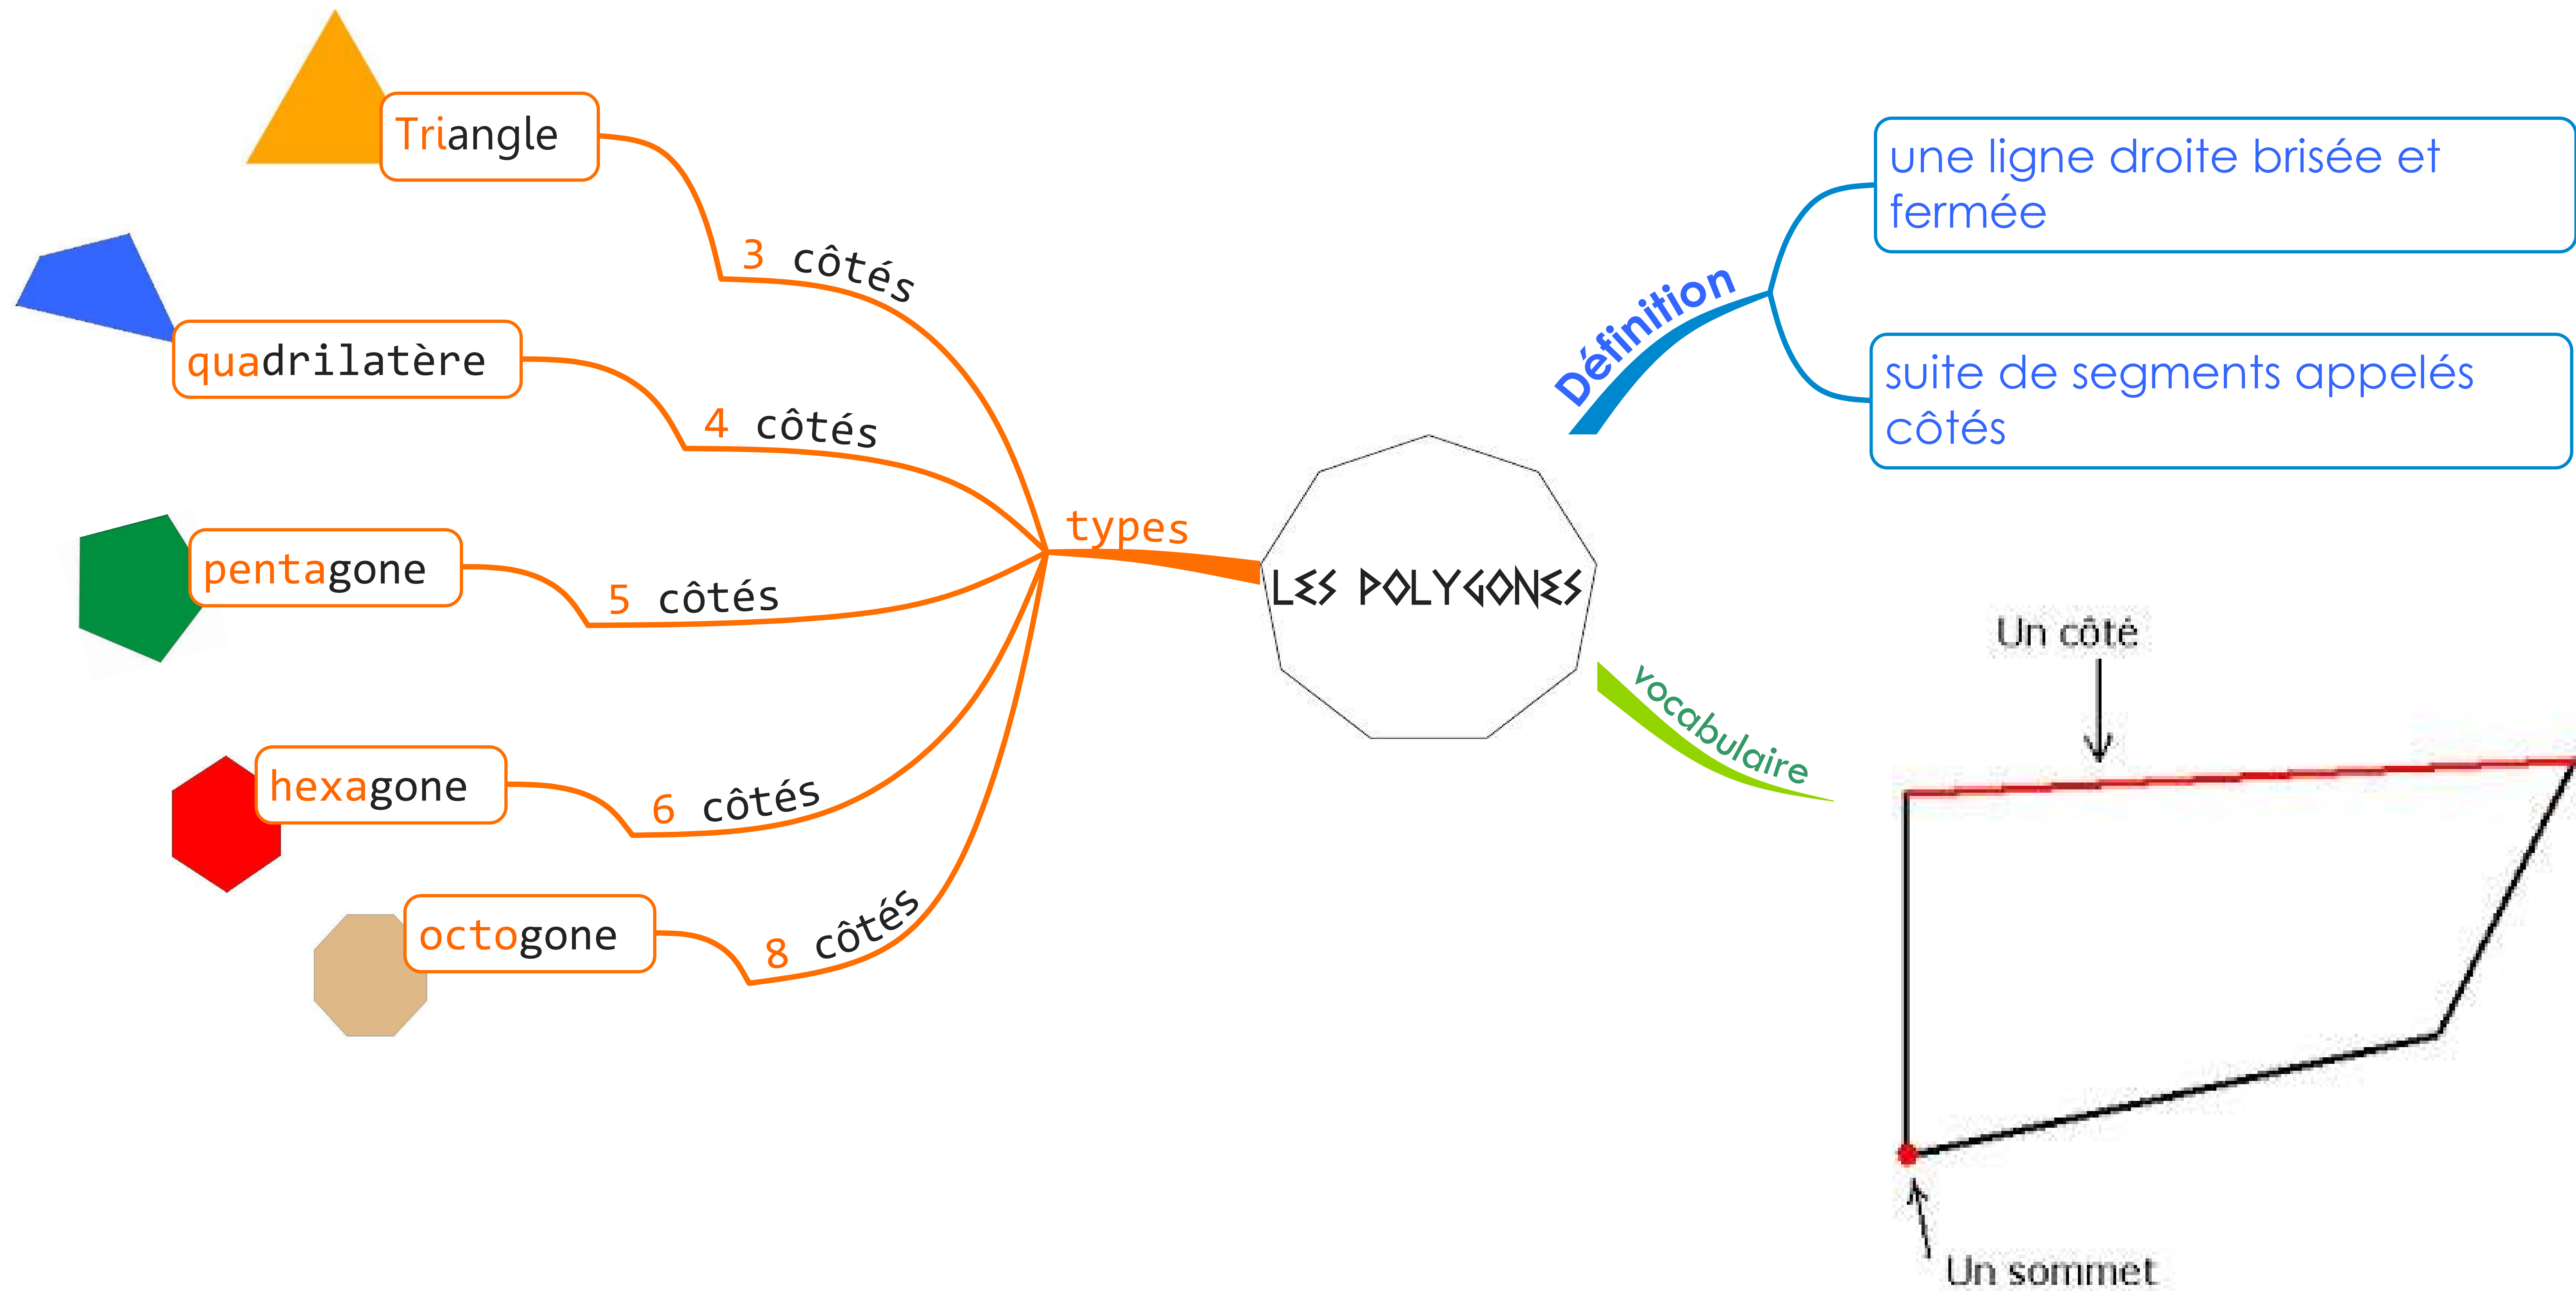 Triangle
3 côtés
quadrilatère
4 côtés
pentagone
5 côtés
hexagone
6 côtés
octogone
8 côtés
types
LES POLYGONES
Définition
une ligne droite brisée et
fermée
suite de segments appelés
côtés
vocabulaire
Un côté
Un sommet